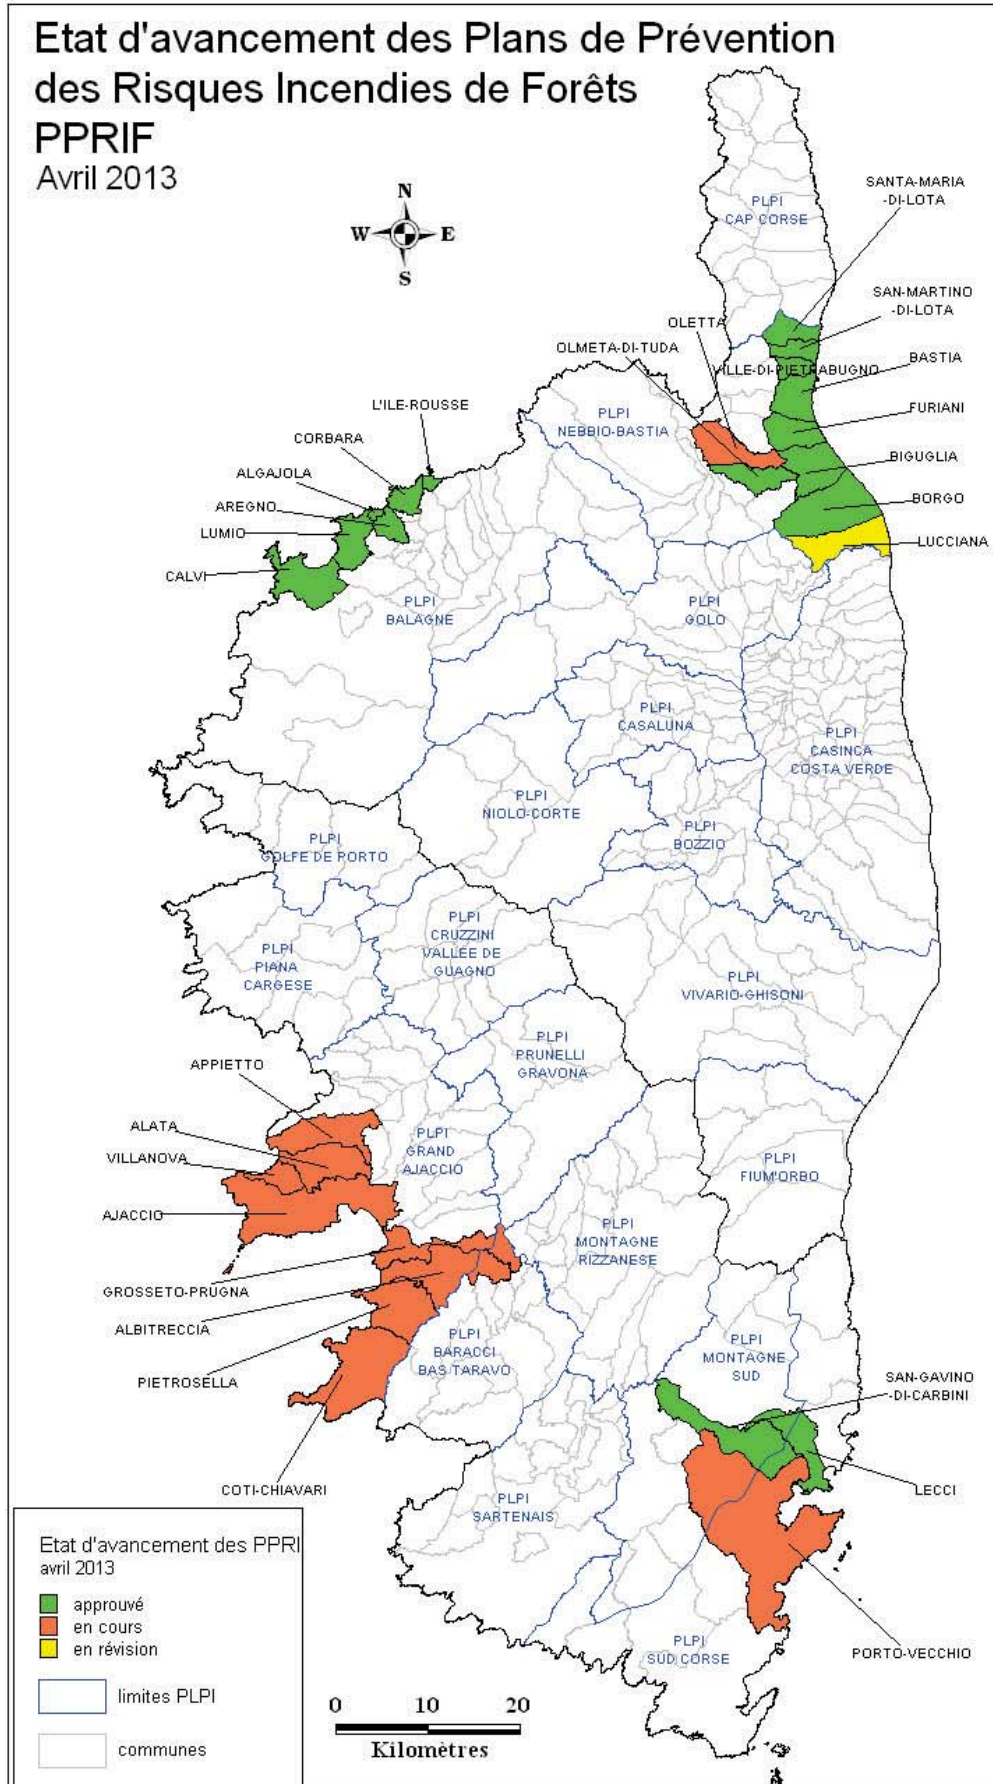 Etat d'avancement des Plans de Prévention
des Risques Incendies de Forêts
PPRIF
Avril 2013
N
W
E
S
SANTA-MARIA
-DI-LOTA
PLPI
CAP CORSE
SAN-MARTINO
-DI-LOTA
OLETTA
OLMETA-DI-TUDA
BASTIA
VILLE-DI-PIETRABUGNO
L'ILE-ROUSSE
FURIANI
PLPI
NEBBIO-BASTIA
CORBARA
BIGUGLIA
ALGAJOLA
BORGO
AREGNO
LUMIO
LUCCIANA
CALVI
PLPI
BALAGNE
PLPI
GOLO
PLPI
CASALUNA
PLPI
CASINCA
COSTA VERDE
PLPI
NIOLO-CORTE
PLPI
BOZZIO
PLPI
GOLFE DE PORTO
PLPI
CRUZZINI
VALLEE DE
GUAGNO
PLPI
PIANA
CARGESE
PLPI
VIVARIO-GHISONI
PLPI
PRUNELLI
GRAVONA
APPIETTO
ALATA
PLPI
GRAND
AJACCIO
VILLANOVA
PLPI
FIUM'ORBO
AJACCIO
PLPI
MONTAGNE
RIZZANESE
GROSSETO-PRUGNA
ALBITRECCIA
PLPI
BARACCI
BAS TARAVO
PLPI
MONTAGNE
SUD
PIETROSELLA
SAN-GAVINO
-DI-CARBINI
COTI-CHIAVARI
LECCI
PLPI
SARTENAIS
PLPI
SUD CORSE
PORTO-VECCHIO
Etat d'avancement des PPRI
avril 2013
approuvé
en cours
en révision
limites PLPI
communes
0 10 20
Kilomètres